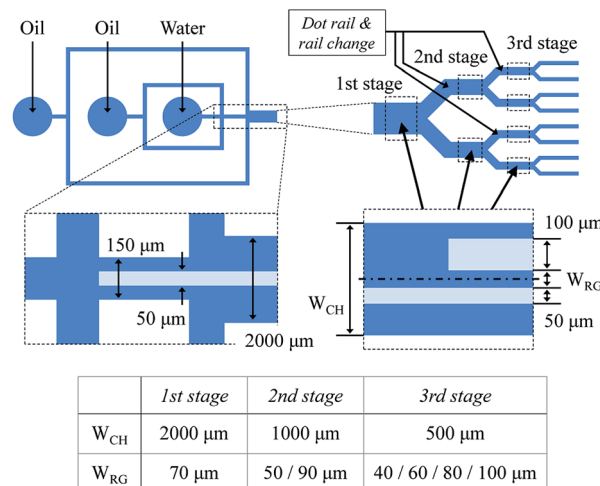 Oil Oil Water
Dot rail &
rail change
3rd stage
2nd stage
1st stage
150 μm
50 μm
2000 μm
100 μm
W_CH
W_RG
50 μm
1st stage 2nd stage 3rd stage
W_CH 2000 μm 1000 μm 500 μm
W_RG 70 μm 50 / 90 μm 40 / 60 / 80 / 100 μm